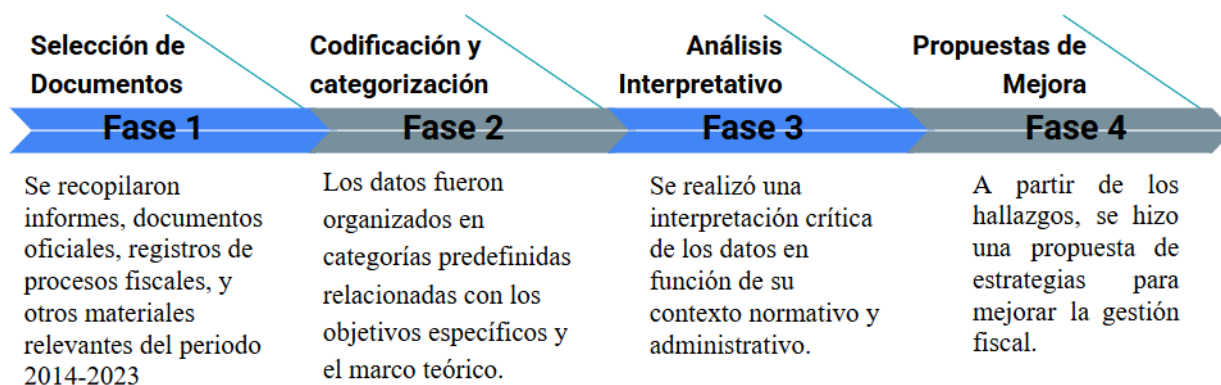 Selección de
Documentos
Fase 1
Se recopilaron
informes, documentos
oficiales, registros de
procesos fiscales, y
otros materiales
relevantes del periodo
2014-2023
Codificación y
categorización
Fase 2
Los datos fueron
organizados en
categorías predefinidas
relacionadas con los
objetivos específicos y
el marco teórico.
Análisis
Interpretativo
Fase 3
Se realizó una
interpretación crítica
de los datos en
función de su
contexto normativo y
administrativo.
Propuestas de
Mejora
Fase 4
A partir de los
hallazgos, se hizo
una propuesta de
estrategias para
mejorar la gestión
fiscal.